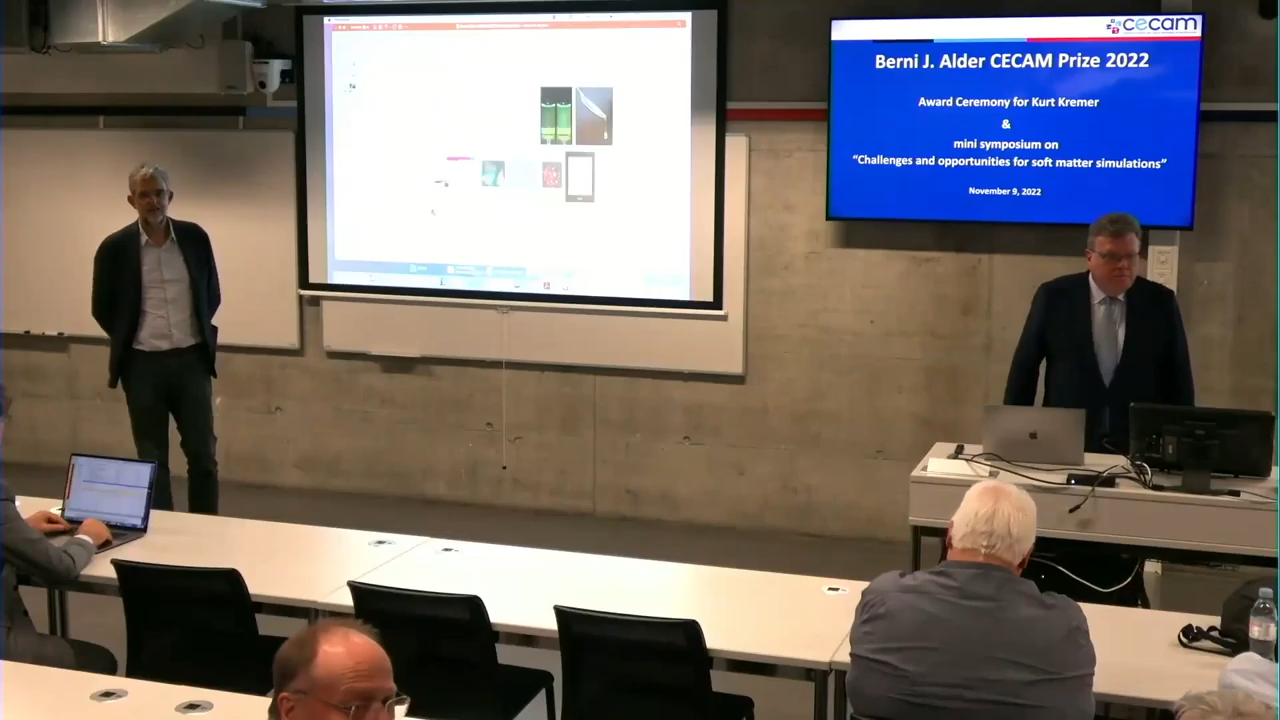 cecam
Berni J. Alder CECAM Prize 2022
Award Ceremony for Kurt Kremer
&
mini symposium on
“Challenges and opportunities for soft matter simulations”
November 9, 2022